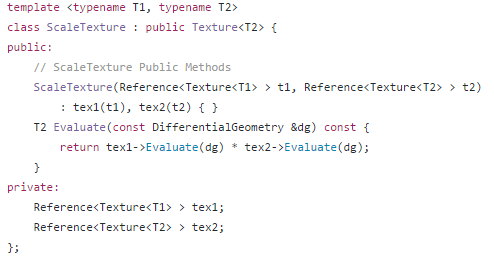 template <typename T1, typename T2>
class ScaleTexture : public Texture<T2> {
public:
    // ScaleTexture Public Methods
    ScaleTexture(Reference<Texture<T1> > t1, Reference<Texture<T2> > t2)
        : tex1(t1), tex2(t2) { }
    T2 Evaluate(const DifferentialGeometry &dg) const {
        return tex1->Evaluate(dg) * tex2->Evaluate(dg);
    }
private:
    Reference<Texture<T1> > tex1;
    Reference<Texture<T2> > tex2;
};